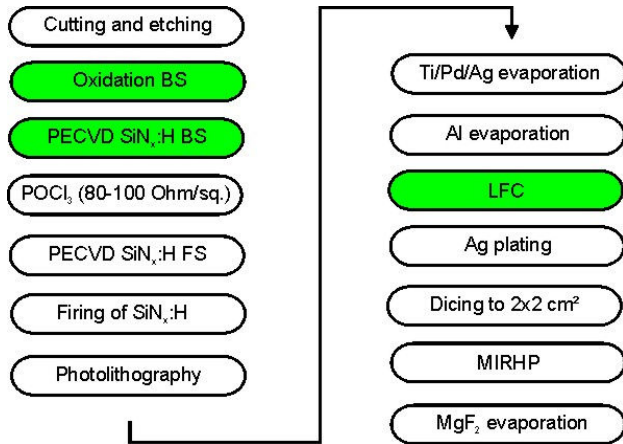 Cutting and etching
Oxidation BS
PECVD SiNₓ:H BS
POCl₃ (80-100 Ohm/sq.)
PECVD SiNₓ:H FS
Firing of SiNₓ:H
Photolithography
Ti/Pd/Ag evaporation
Al evaporation
LFC
Ag plating
Dicing to 2x2 cm²
MIRHP
MgF₂ evaporation